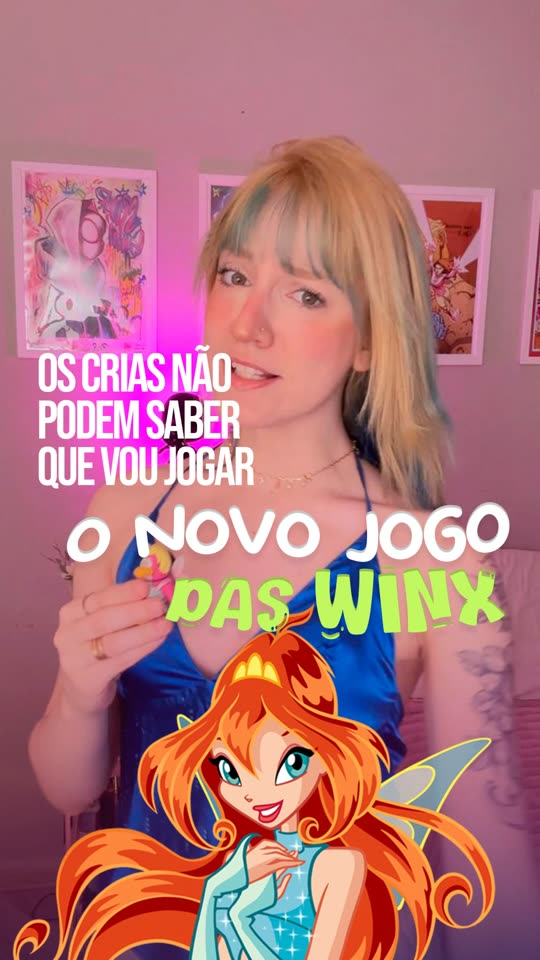 OS CRIAS NÃO
PODEM SABER
QUE VOU JOGAR
O NOVO JOGO
DAS WINX